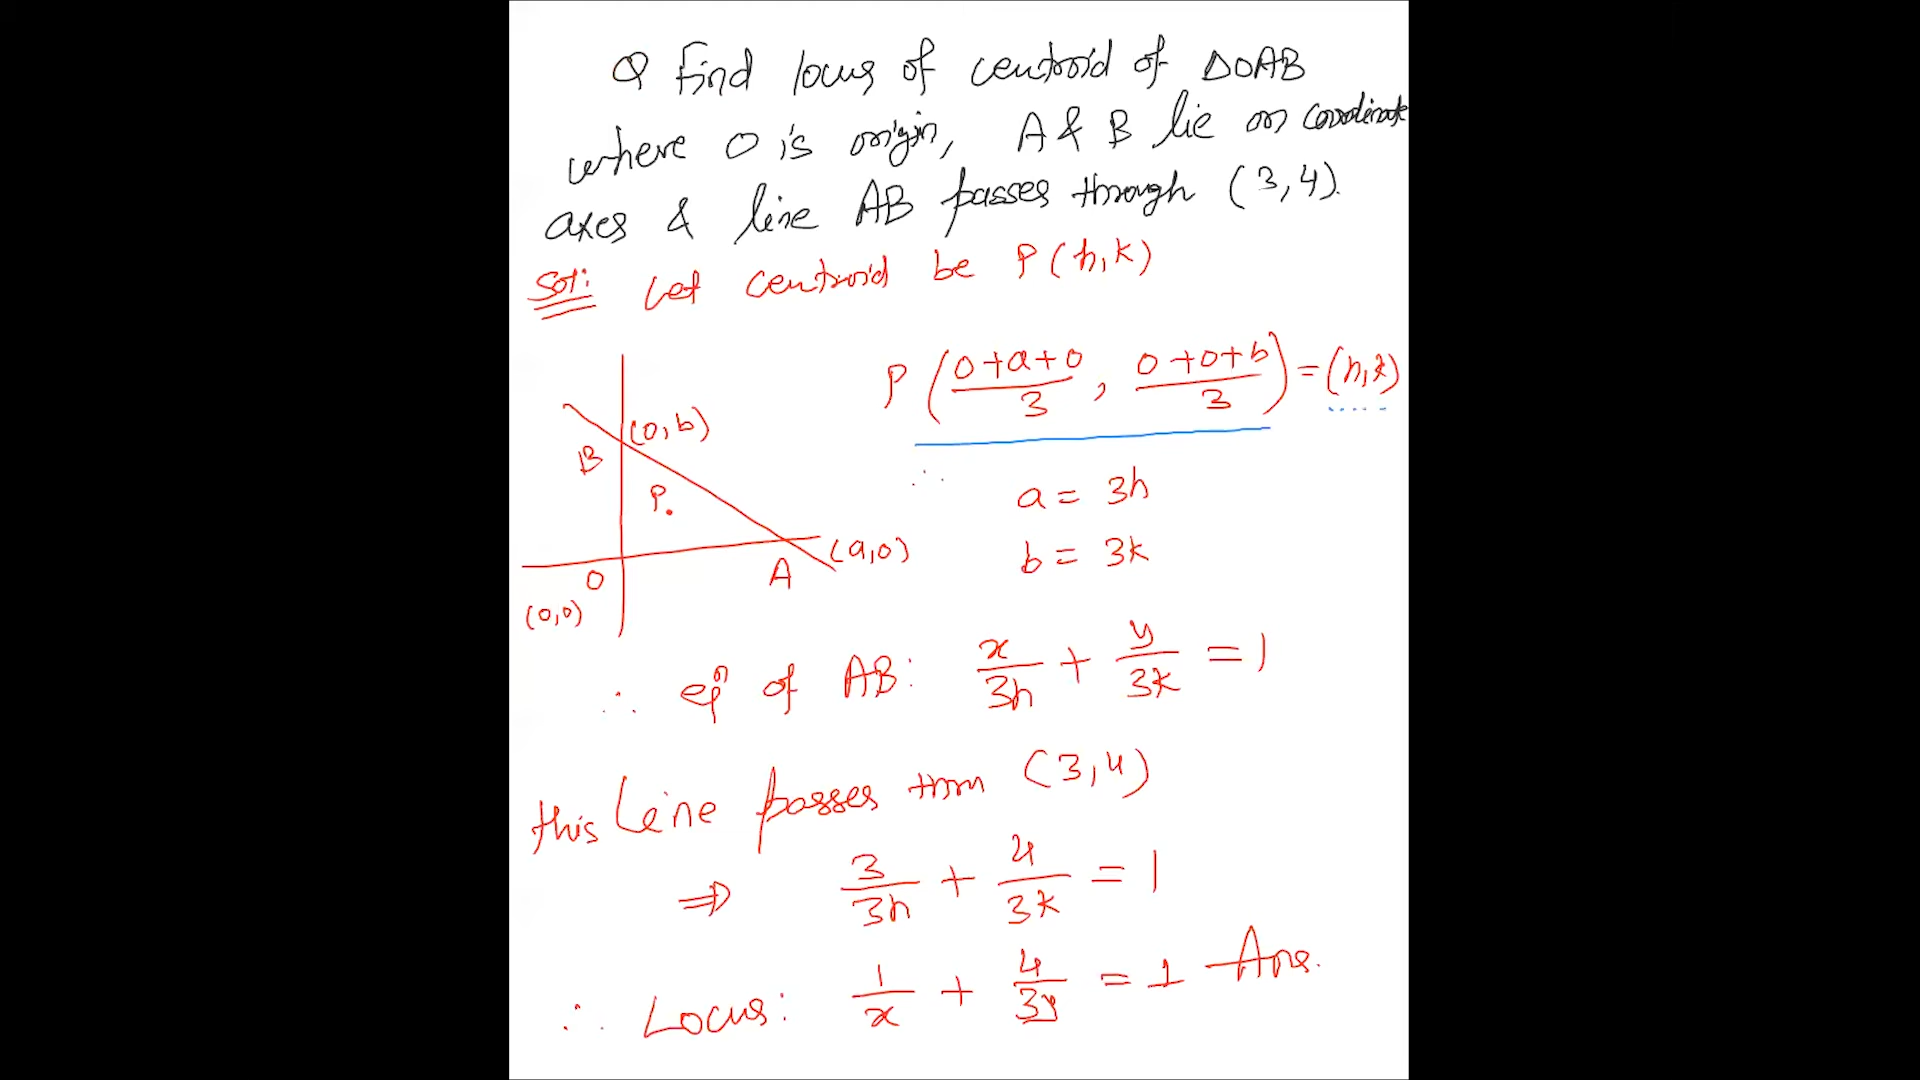 Q Find locus of centroid of ΔOAB
where O is origin, A & B lie on coordinate
axes & line AB passes through (3,4).
Sol: Let centroid be P(h,k)
P((0+a+0)/3, (0+0+b)/3) = (h,k)
B (0,b)
P.
∴ a = 3h
b = 3k
O A (a,0)
(0,0)
∴ eqⁿ of AB: x/3h + y/3k = 1
this line passes thru (3,4)
⇒ 3/3h + 4/3k = 1
∴ Locus: 1/x + 4/3y = 1 Ans.